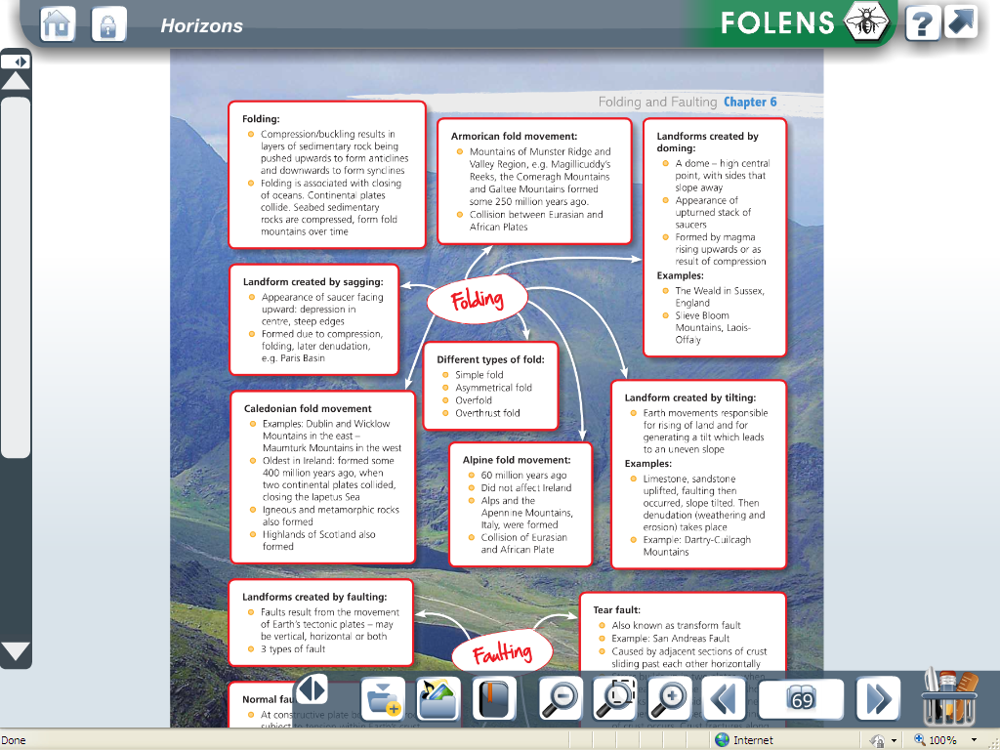 Horizons
FOLENS
?
Folding and Faulting Chapter 6
Folding:
Compression/buckling results in
layers of sedimentary rock being
pushed upwards to form anticlines
and downwards to form synclines
Folding is associated with closing
of oceans. Continental plates
collide. Seabed sedimentary
rocks are compressed, form fold
mountains over time
Armorican fold movement:
Mountains of Munster Ridge and
Valley Region, e.g. Magillicuddy's
Reeks, the Comeragh Mountains
and Galtee Mountains formed
some 250 million years ago.
Collision between Eurasian and
African Plates
Landforms created by
doming:
A dome – high central
point, with sides that
slope away
Appearance of
upturned stack of
saucers
Formed by magma
rising upwards or as
result of compression
Examples:
The Weald in Sussex,
England
Slieve Bloom
Mountains, Laois-
Offaly
Landform created by sagging:
Appearance of saucer facing
upward: depression in
centre, steep edges
Formed due to compression,
folding, later denudation,
e.g. Paris Basin
Folding
Different types of fold:
Simple fold
Asymmetrical fold
Overfold
Overthrust fold
Caledonian fold movement
Examples: Dublin and Wicklow
Mountains in the east –
Maumturk Mountains in the west
Oldest in Ireland: formed some
400 million years ago, when
two continental plates collided,
closing the Iapetus Sea
Igneous and metamorphic rocks
also formed
Highlands of Scotland also
formed
Alpine fold movement:
60 million years ago
Did not affect Ireland
Alps and the
Apennine Mountains,
Italy, were formed
Collision of Eurasian
and African Plate
Landform created by tilting:
Earth movements responsible
for rising of land and for
generating a tilt which leads
to an uneven slope
Examples:
Limestone, sandstone
uplifted, faulting then
occurred, slope tilted. Then
denudation (weathering and
erosion) takes place
Example: Dartry-Cuilcagh
Mountains
Landforms created by faulting:
Faults result from the movement
of Earth's tectonic plates – may
be vertical, horizontal or both
3 types of fault
Faulting
Tear fault:
Also known as transform fault
Example: San Andreas Fault
Caused by adjacent sections of crust
sliding past each other horizontally
Normal
At constructive plate
69
Done
Internet
100%